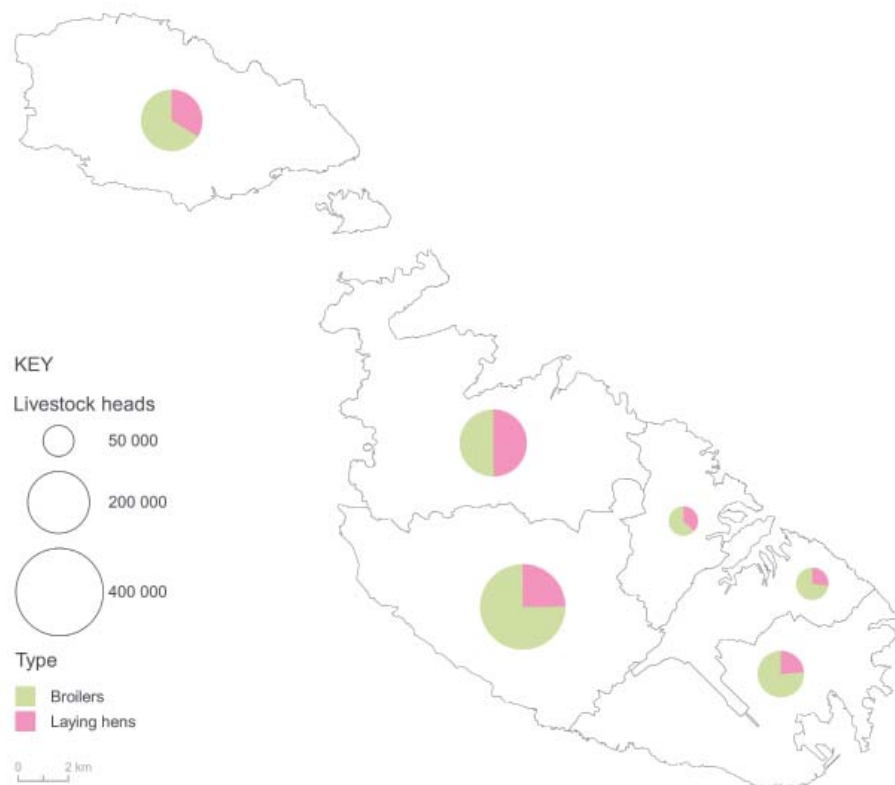 KEY
Livestock heads
50 000
200 000
400 000
Type
Broilers
Laying hens
0 2 km